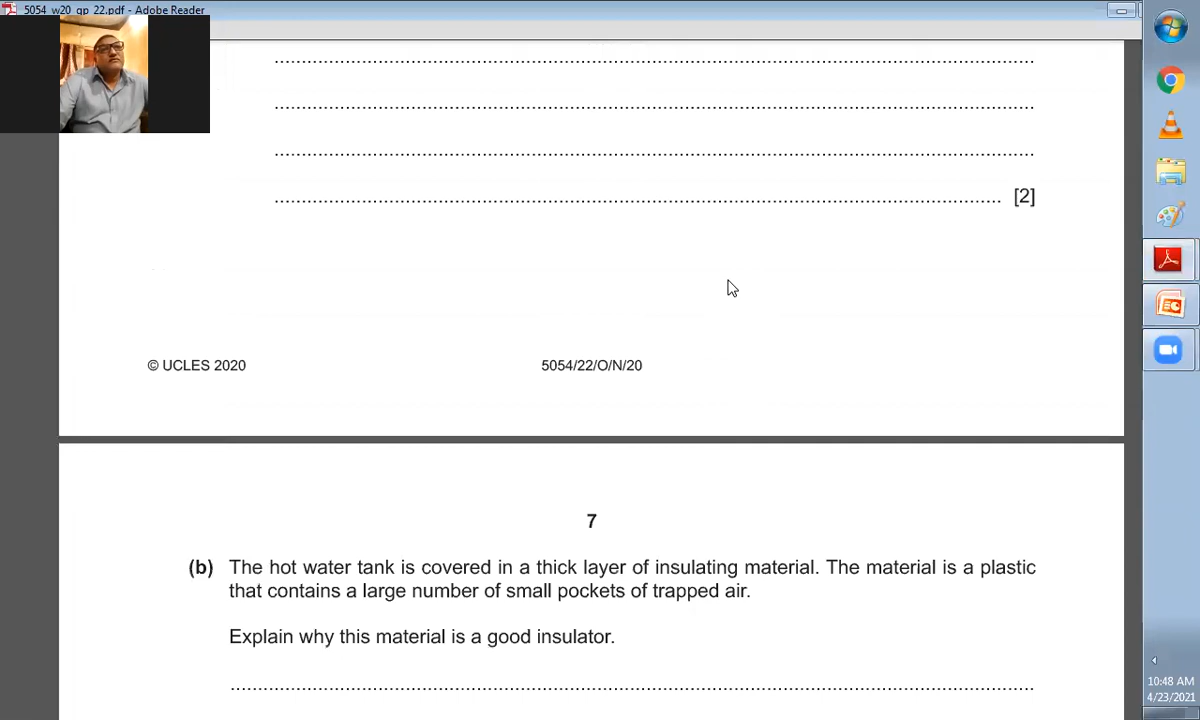 5054_w20_qp_22.pdf - Adobe Reader
[2]
© UCLES 2020
5054/22/O/N/20
7
(b) The hot water tank is covered in a thick layer of insulating material. The material is a plastic
that contains a large number of small pockets of trapped air.
Explain why this material is a good insulator.
10:48 AM
4/23/2021